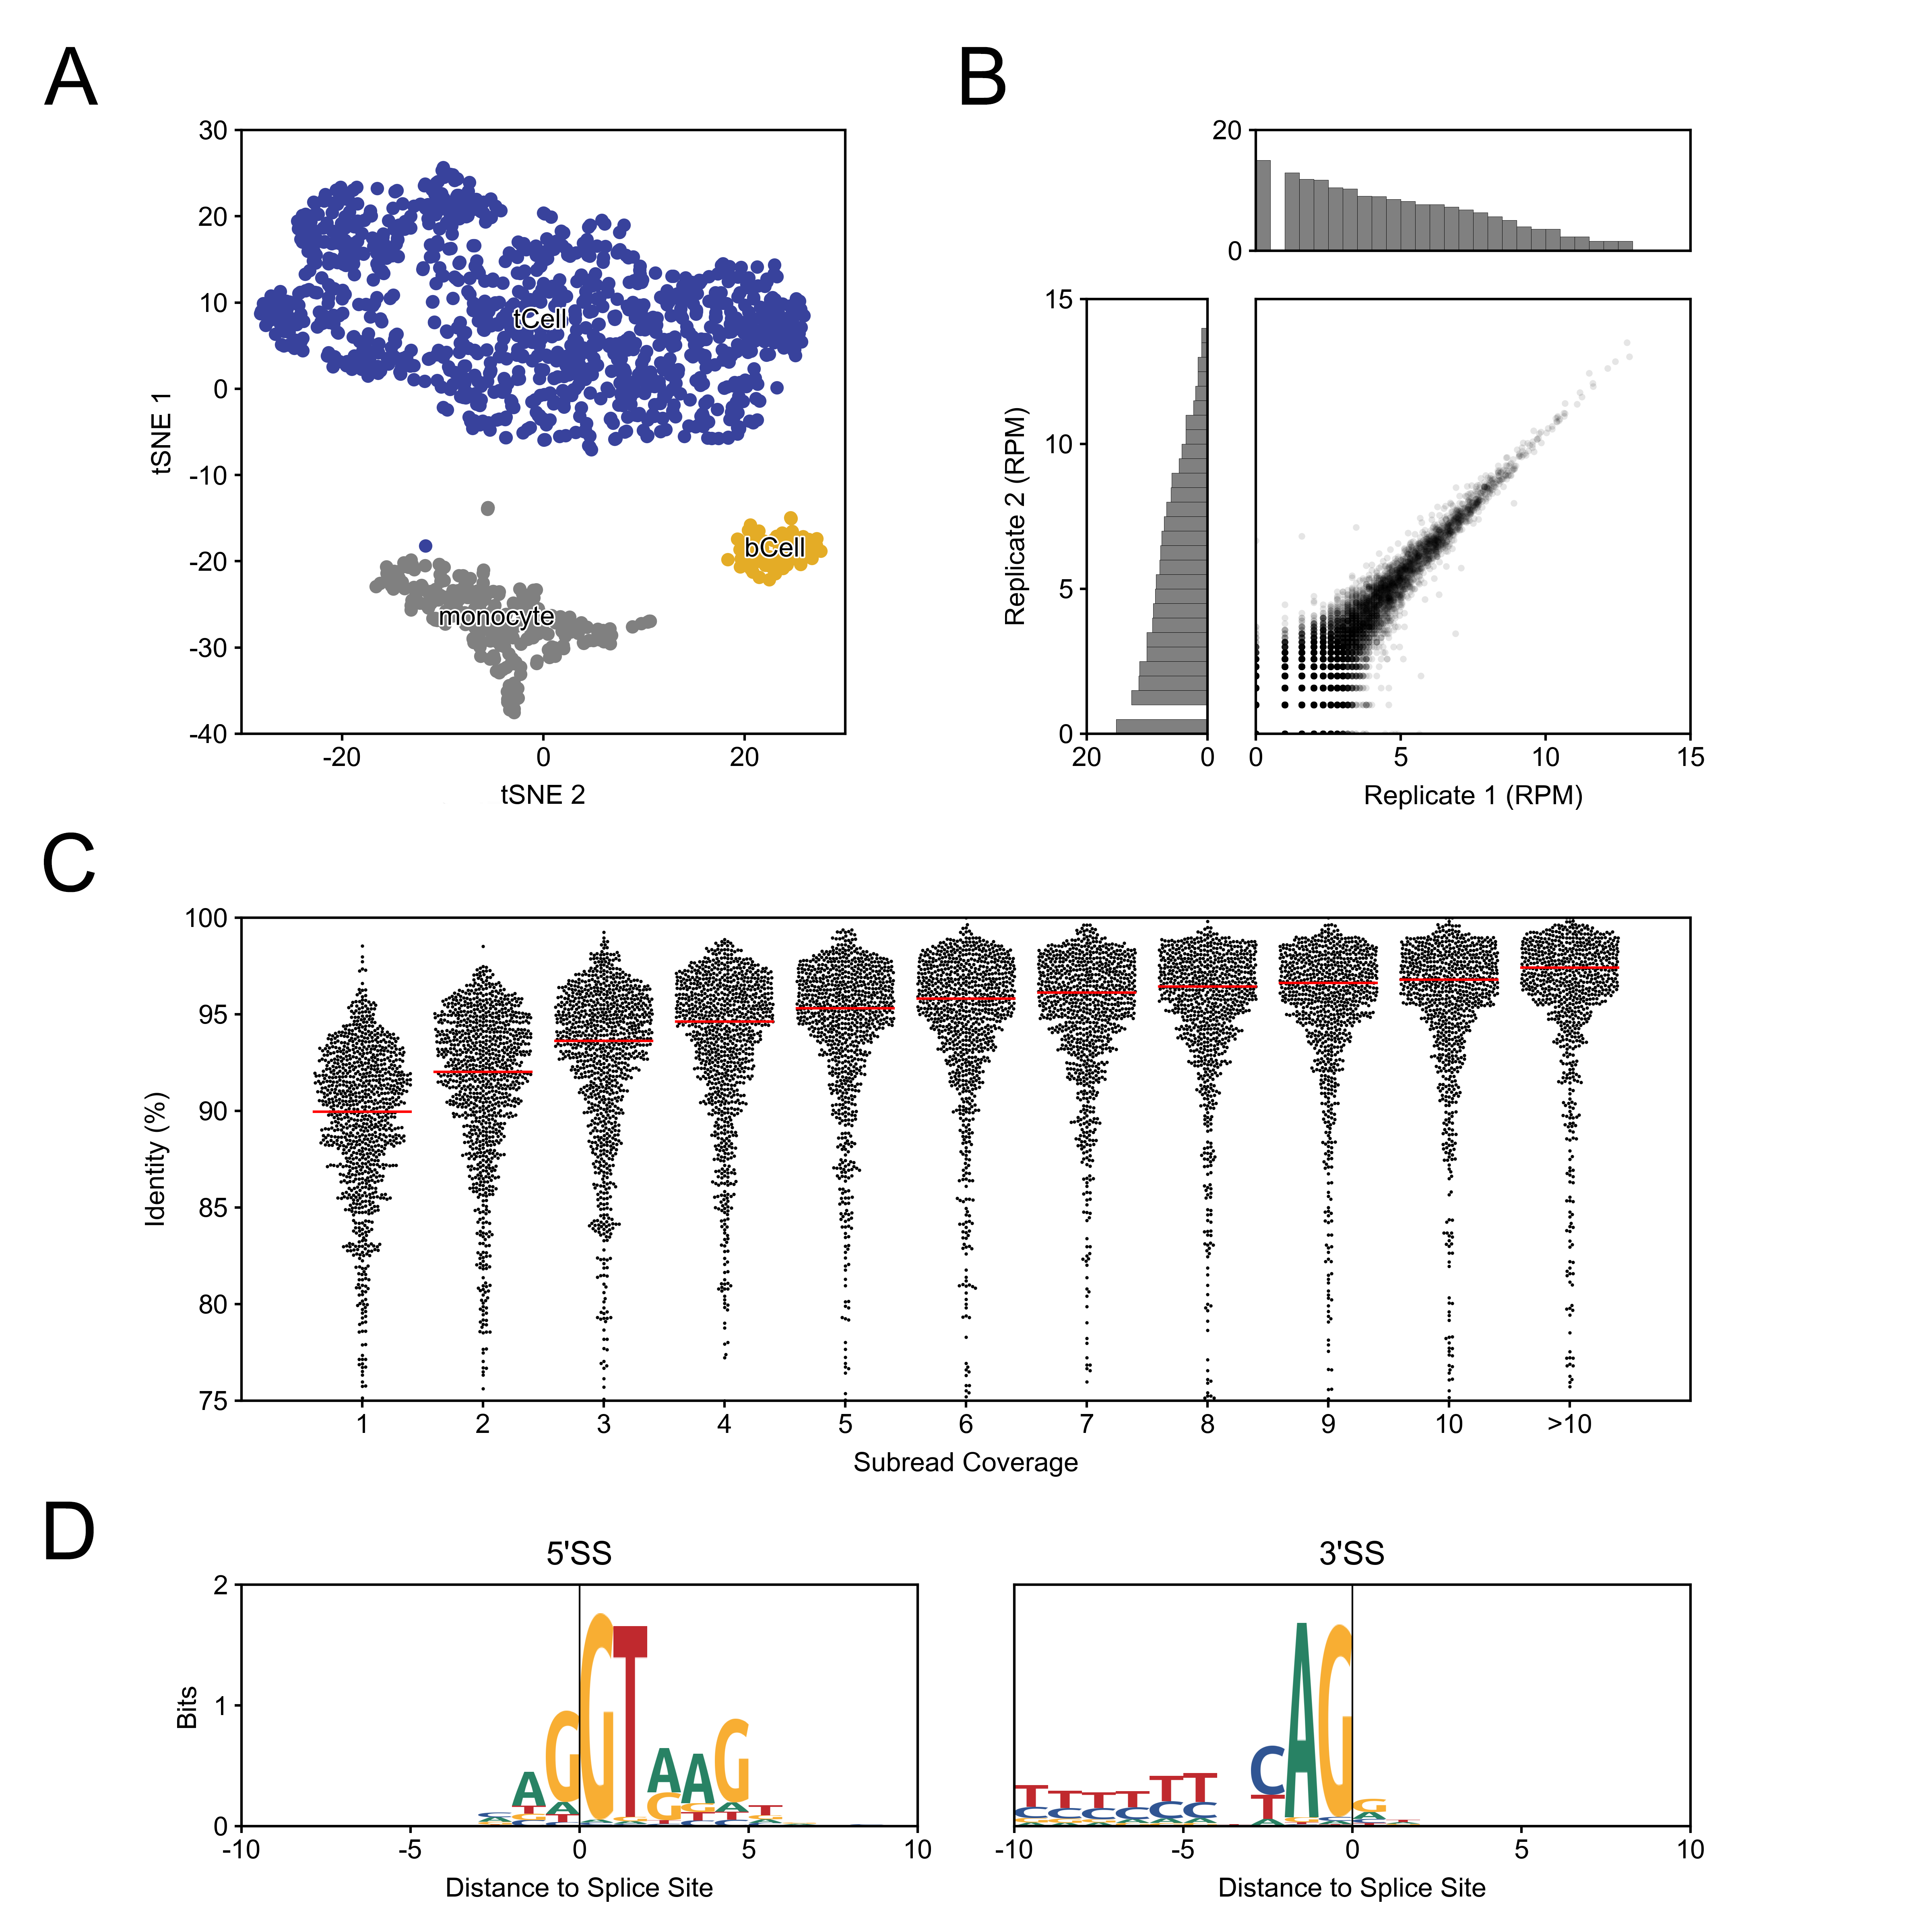 A
B
30
20
10
0
-10
-20
-30
-40
tSNE 1
tCell
bCell
monocyte
-20
0
20
tSNE 2
20
0
15
10
5
0
Replicate 2 (RPM)
20
0
0
5
10
15
Replicate 1 (RPM)
C
100
95
90
85
80
75
Identity (%)
1
2
3
4
5
6
7
8
9
10
>10
Subread Coverage
D
5'SS
3'SS
2
1
0
Bits
A G G T A A G
-10
-5
0
5
10
Distance to Splice Site
T T T T T T C A G
C C C C C C T
-10
-5
0
5
10
Distance to Splice Site